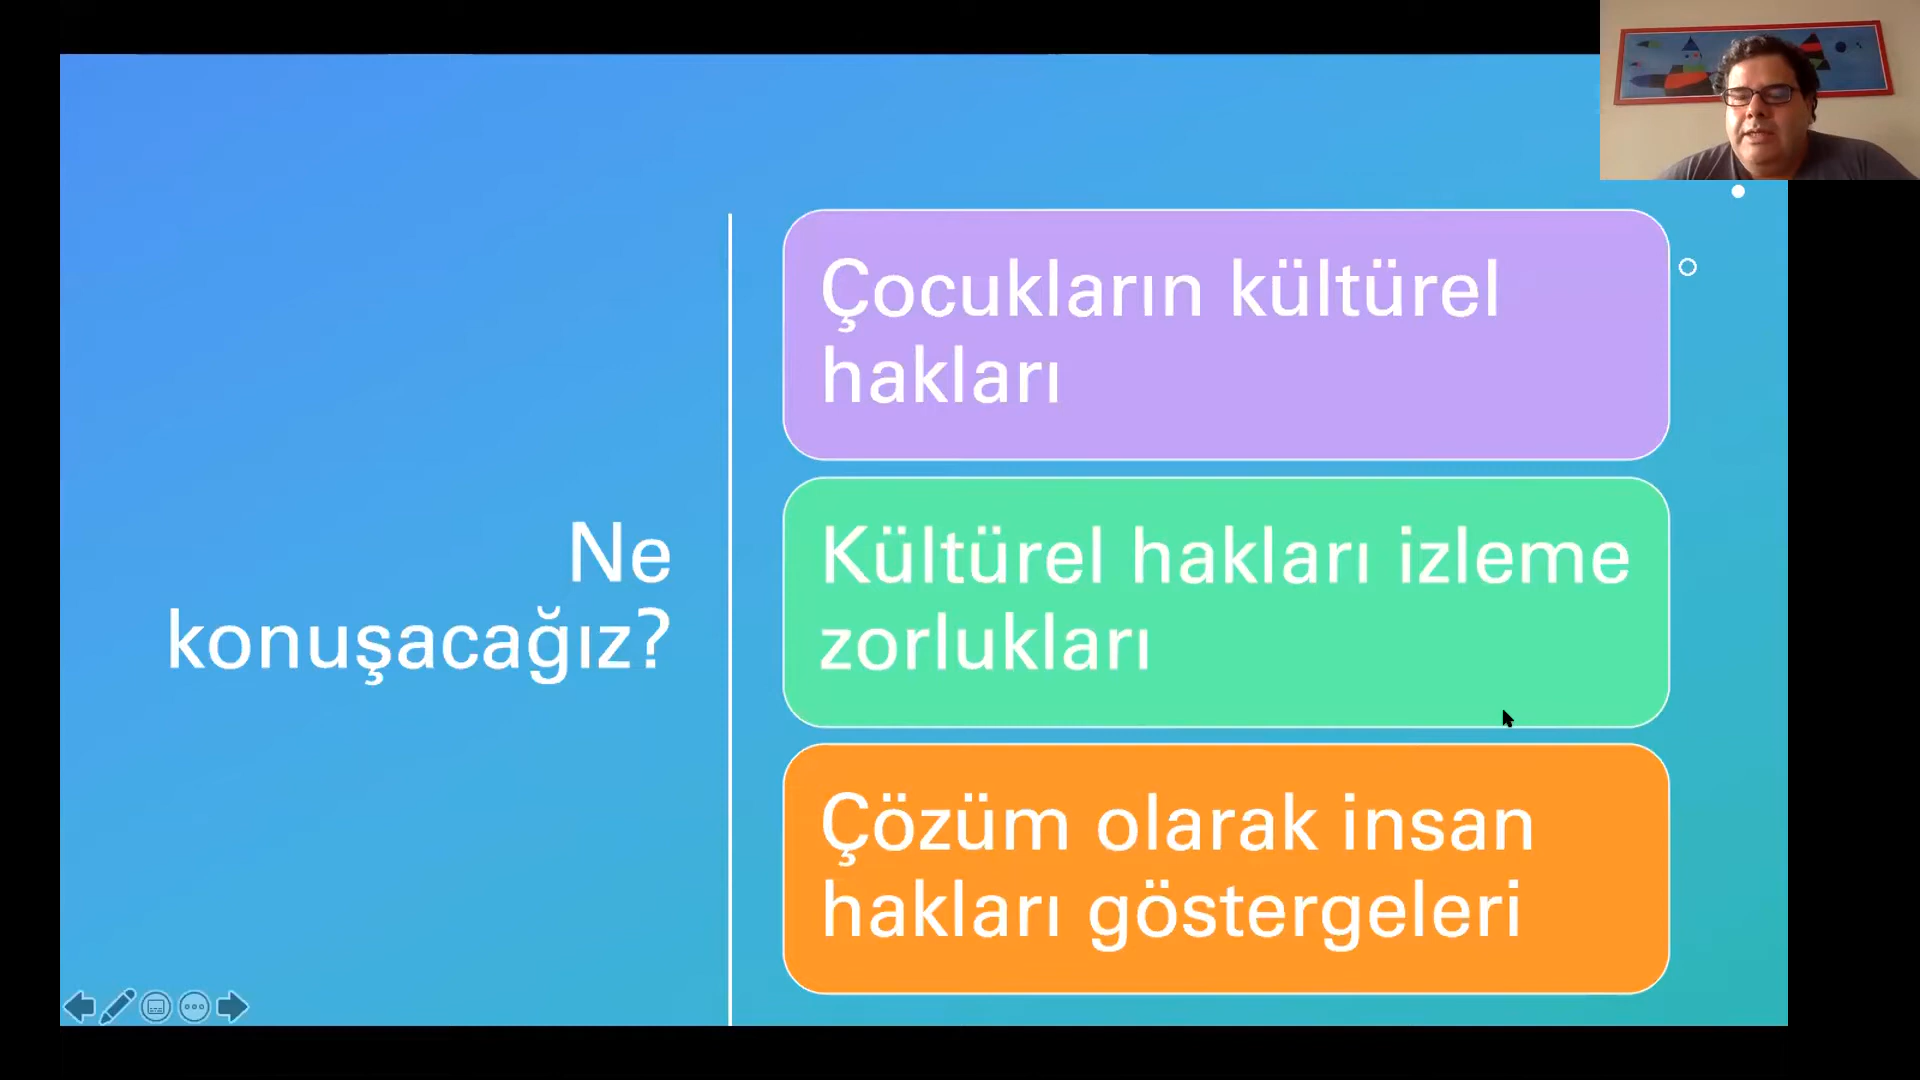 Ne
konuşacağız?
Çocukların kültürel
hakları
Kültürel hakları izleme
zorlukları
Çözüm olarak insan
hakları göstergeleri